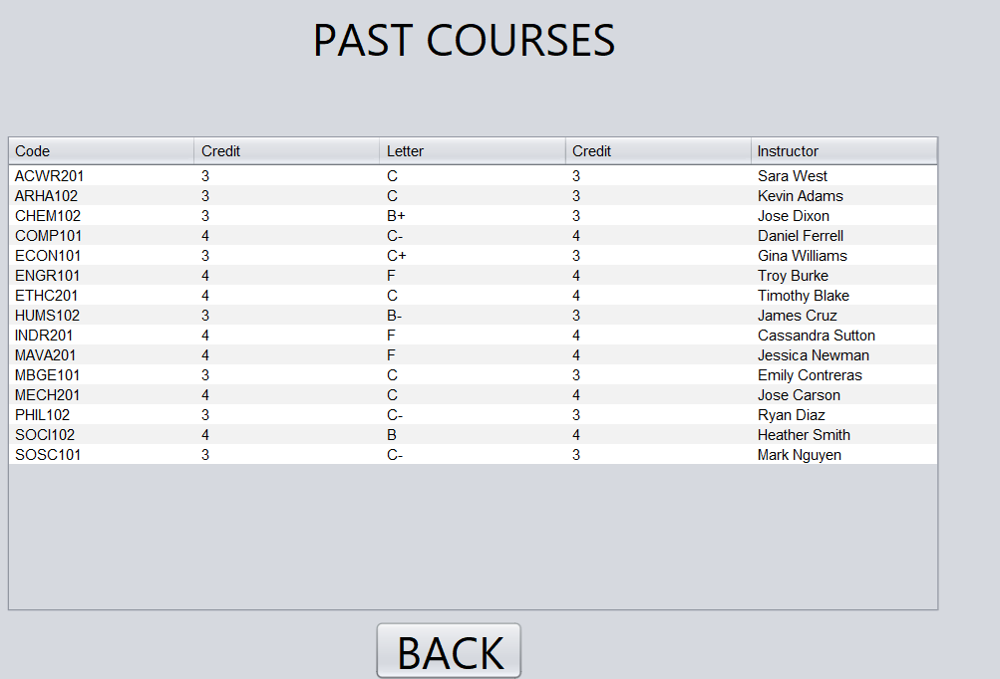 PAST COURSES
Code Credit Letter Credit Instructor
ACWR201 3 C 3 Sara West
ARHA102 3 C 3 Kevin Adams
CHEM102 3 B+ 3 Jose Dixon
COMP101 4 C- 4 Daniel Ferrell
ECON101 3 C+ 3 Gina Williams
ENGR101 4 F 4 Troy Burke
ETHC201 4 C 4 Timothy Blake
HUMS102 3 B- 3 James Cruz
INDR201 4 F 4 Cassandra Sutton
MAVA201 4 F 4 Jessica Newman
MBGE101 3 C 3 Emily Contreras
MECH201 4 C 4 Jose Carson
PHIL102 3 C- 3 Ryan Diaz
SOCI102 4 B 4 Heather Smith
SOSC101 3 C- 3 Mark Nguyen
BACK